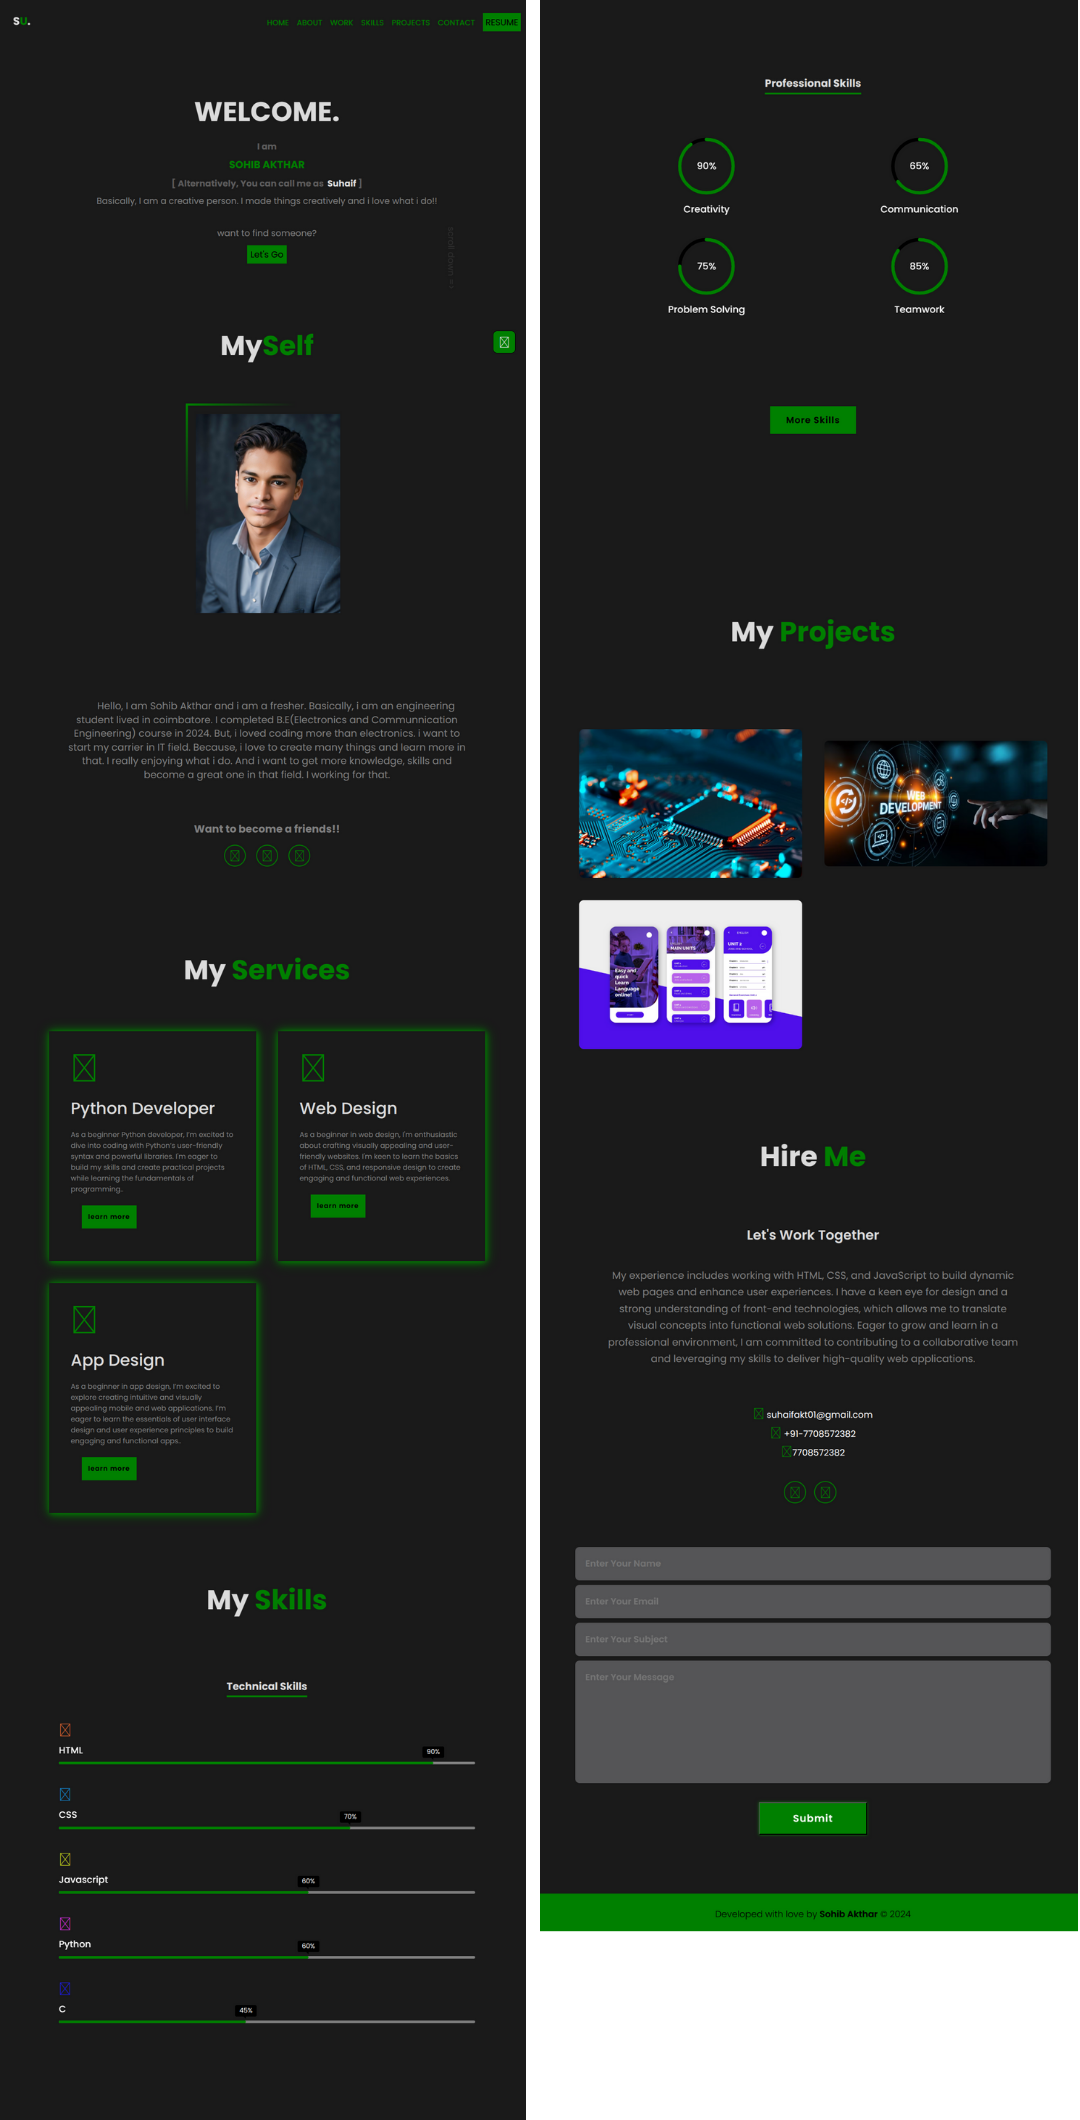 SU.
HOME ABOUT WORK SKILLS PROJECTS CONTACT RESUME
WELCOME.
I am
SOHIB AKTHAR
[ Alternatively, You can call me as Suhaif ]
Basically, I am a creative person. I made things creatively and i love what i do!!
want to find someone?
Let's Go
scroll down
MySelf
Hello, I am Sohib Akthar and i am a fresher. Basically, i am an engineering
student lived in coimbatore. I completed B.E(Electronics and Communnication
Engineering) course in 2024. But, i loved coding more than electronics. i want to
start my carrier in IT field. Because, i love to create many things and learn more in
that. I really enjoying what i do. And i want to get more knowledge, skills and
become a great one in that field. I working for that.
Want to become a friends!!
My Services
Python Developer
As a beginner Python developer, I'm excited to
dive into coding with Python's user-friendly
syntax and powerful libraries. I'm eager to
build my skills and create practical projects
while learning the fundamentals of
programming..
learn more
Web Design
As a beginner in web design, I'm enthusiastic
about crafting visually appealing and user-
friendly websites. I'm keen to learn the basics
of HTML, CSS, and responsive design to create
engaging and functional web experiences.
learn more
App Design
As a beginner in app design, I'm excited to
explore creating intuitive and visually
appealing mobile and web applications. I'm
eager to learn the essentials of user interface
design and user experience principles to build
engaging and functional apps..
learn more
My Skills
Technical Skills
HTML
90%
CSS
70%
Javascript
60%
Python
60%
C
45%
Professional Skills
90%
Creativity
65%
Communication
75%
Problem Solving
85%
Teamwork
More Skills
My Projects
WEB
DEVELOPMENT
Easy and
quick
Learn
Language
online!
MAIN UNITS
UNIT 2
Hire Me
Let's Work Together
My experience includes working with HTML, CSS, and JavaScript to build dynamic
web pages and enhance user experiences. I have a keen eye for design and a
strong understanding of front-end technologies, which allows me to translate
visual concepts into functional web solutions. Eager to grow and learn in a
professional environment, I am committed to contributing to a collaborative team
and leveraging my skills to deliver high-quality web applications.
suhaifakt01@gmail.com
+91-7708572382
7708572382
Enter Your Name
Enter Your Email
Enter Your Subject
Enter Your Message
Submit
Developed with love by Sohib Akthar © 2024